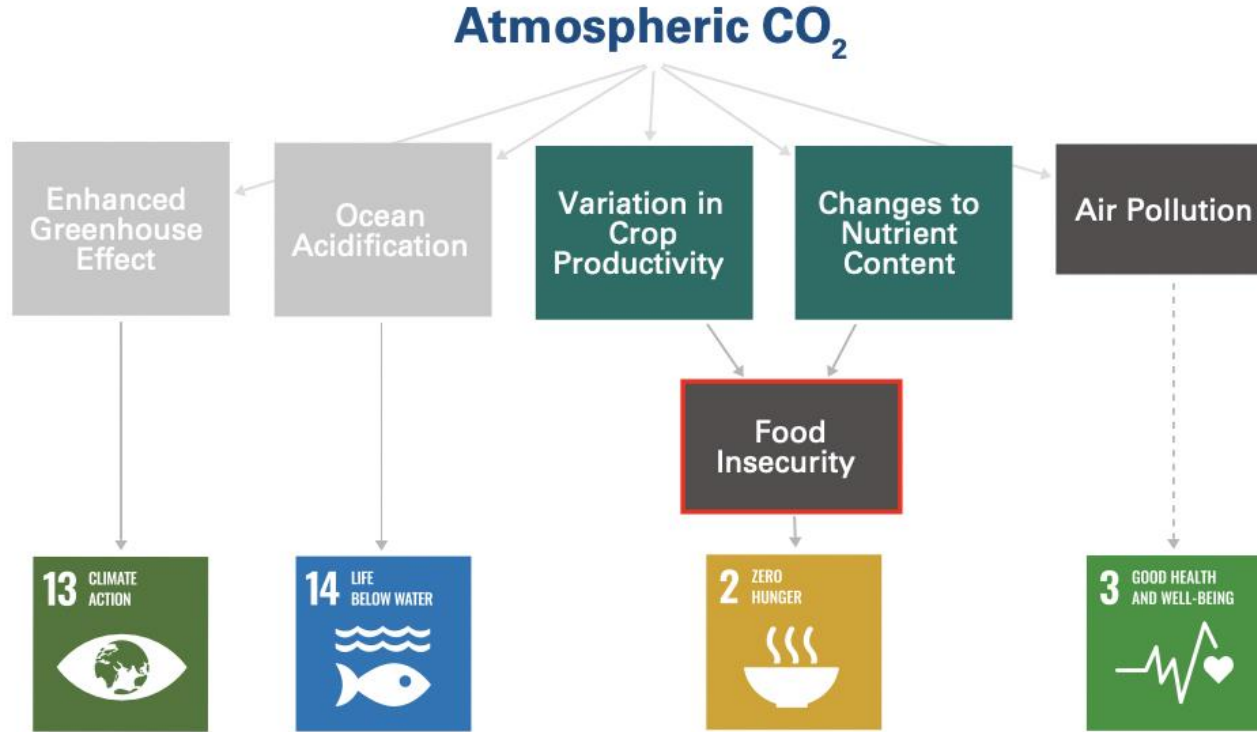 Atmospheric CO₂
Enhanced
Greenhouse
Effect
Ocean
Acidification
Variation in
Crop
Productivity
Changes to
Nutrient
Content
Air Pollution
Food
Insecurity
13 CLIMATE
ACTION
14 LIFE
BELOW WATER
2 ZERO
HUNGER
3 GOOD HEALTH
AND WELL-BEING